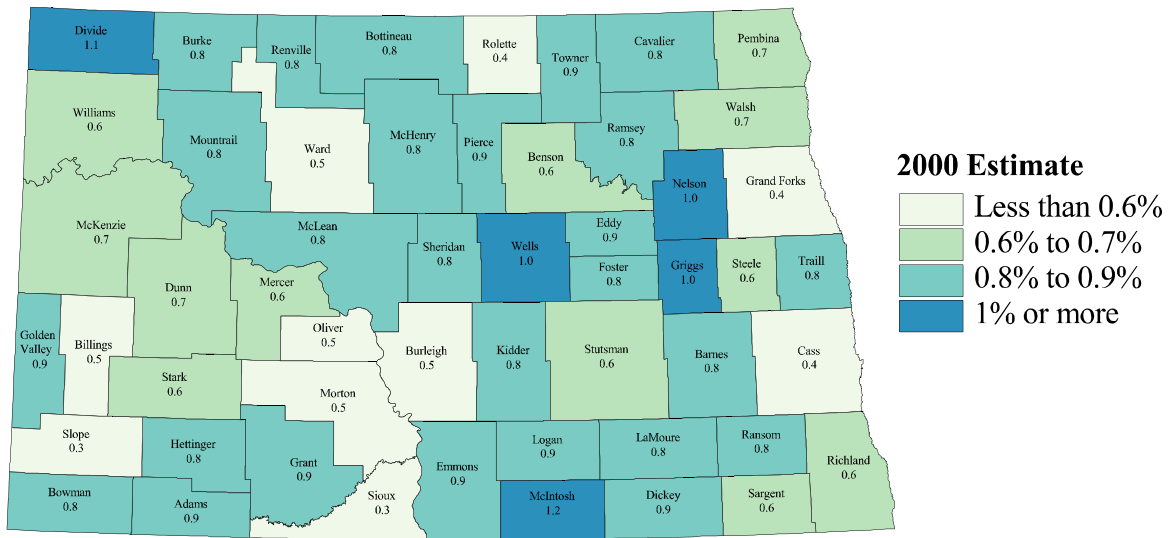 Divide
1.1
Burke
0.8
Renville
0.8
Bottineau
0.8
Rolette
0.4
Towner
0.9
Cavalier
0.8
Pembina
0.7
Williams
0.6
Mountrail
0.8
Ward
0.5
McHenry
0.8
Pierce
0.9
Benson
0.6
Ramsey
0.8
Walsh
0.7
Nelson
1.0
Grand Forks
0.4
2000 Estimate
Less than 0.6%
0.6% to 0.7%
0.8% to 0.9%
1% or more
McKenzie
0.7
McLean
0.8
Sheridan
0.8
Wells
1.0
Eddy
0.9
Foster
0.8
Griggs
1.0
Steele
0.6
Traill
0.8
Dunn
0.7
Mercer
0.6
Oliver
0.5
Golden
Valley
0.9
Billings
0.5
Stark
0.6
Morton
0.5
Burleigh
0.5
Kidder
0.8
Stutsman
0.6
Barnes
0.8
Cass
0.4
Slope
0.3
Hettinger
0.8
Grant
0.9
Sioux
0.3
Emmons
0.9
Logan
0.9
LaMoure
0.8
Ransom
0.8
Richland
0.6
Bowman
0.8
Adams
0.9
McIntosh
1.2
Dickey
0.9
Sargent
0.6